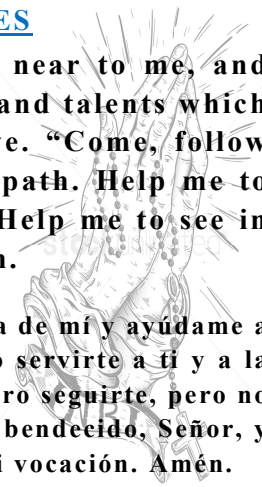 ES
near to me, and
and talents which
ve. “Come, follow
path. Help me to
Help me to see in
n.
a de mí y ayúdame a
o servirte a ti y a la
ro seguirte, pero no
bendecido, Señor, y
i vocación. Amén.